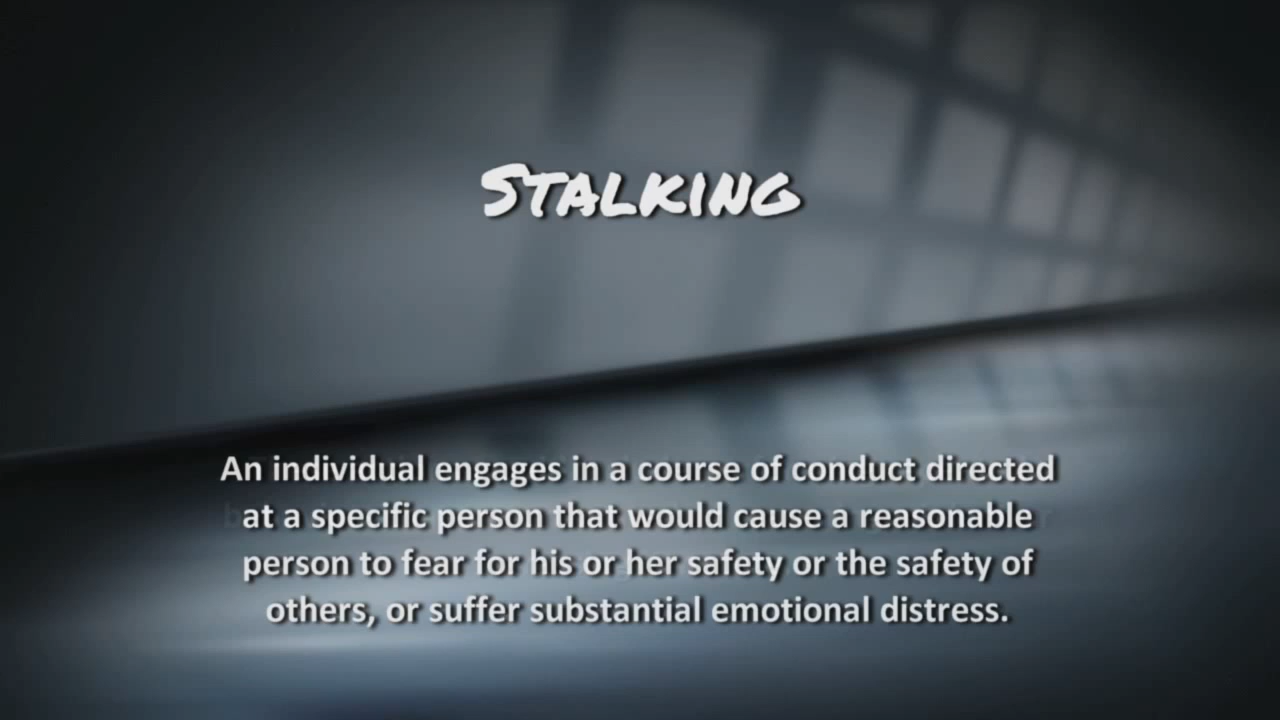 Stalking
An individual engages in a course of conduct directed
at a specific person that would cause a reasonable
person to fear for his or her safety or the safety of
others, or suffer substantial emotional distress.